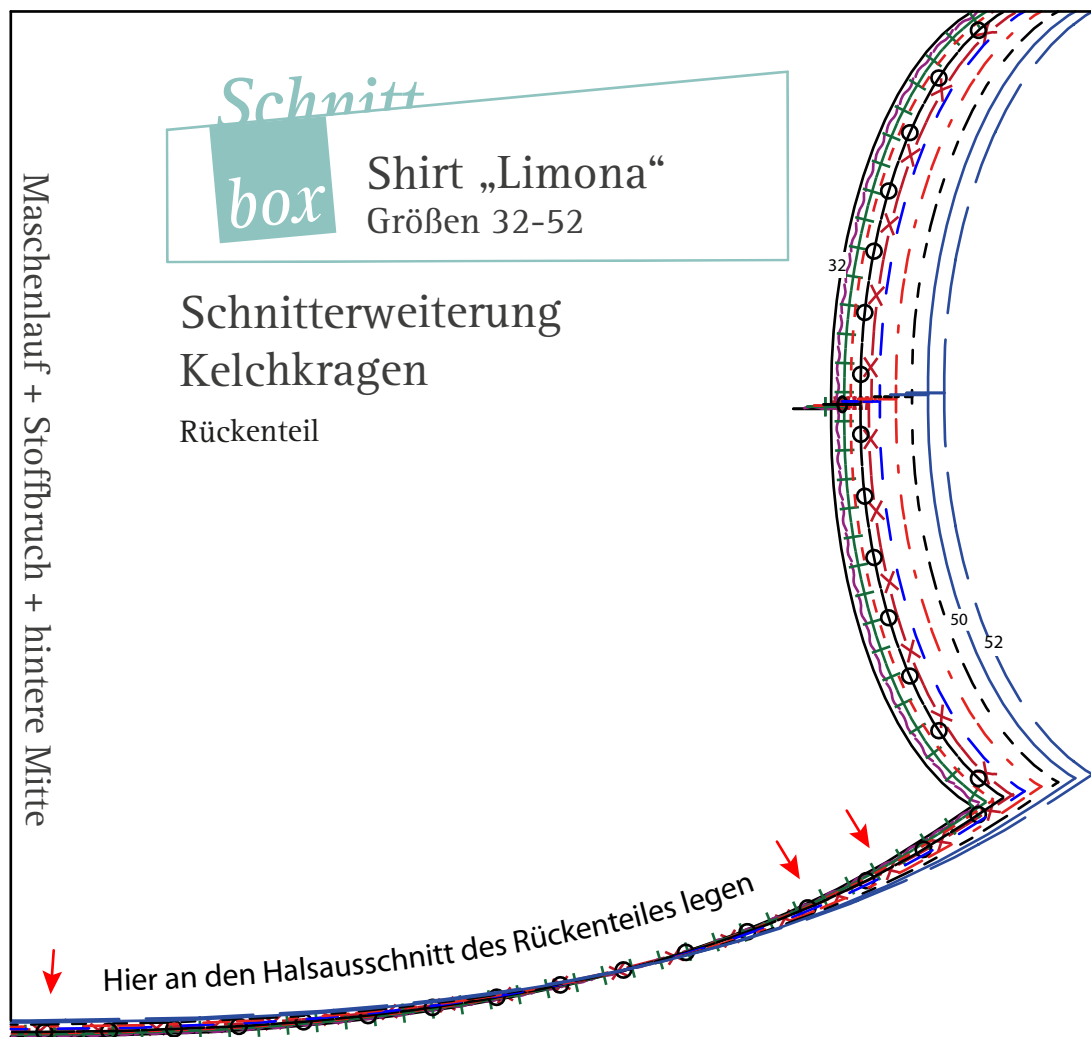 Schnitt
box
Shirt „Limona“
Größen 32-52
Schnitterweiterung
Kelchkragen
Rückenteil
Maschenlauf + Stoffbruch + hintere Mitte
32
50
52
Hier an den Halsausschnitt des Rückenteiles legen